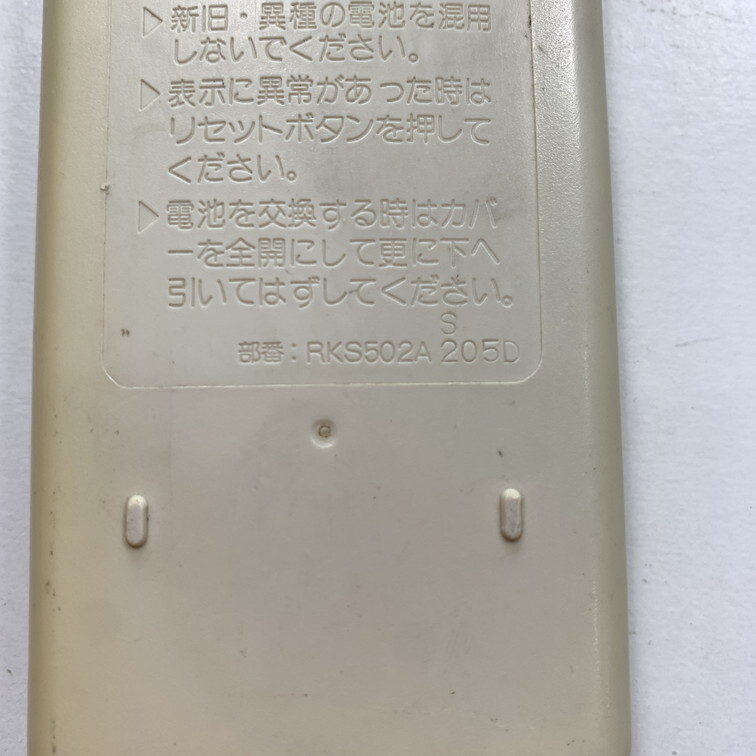 ▷新旧・異種の電池を混用
しないでください。
▷表示に異常があった時は
リセットボタンを押して
ください。
▷電池を交換する時はカバ
ーを全開にして更に下へ
引いてはずしてください。
S
部番：RKS502A 205D